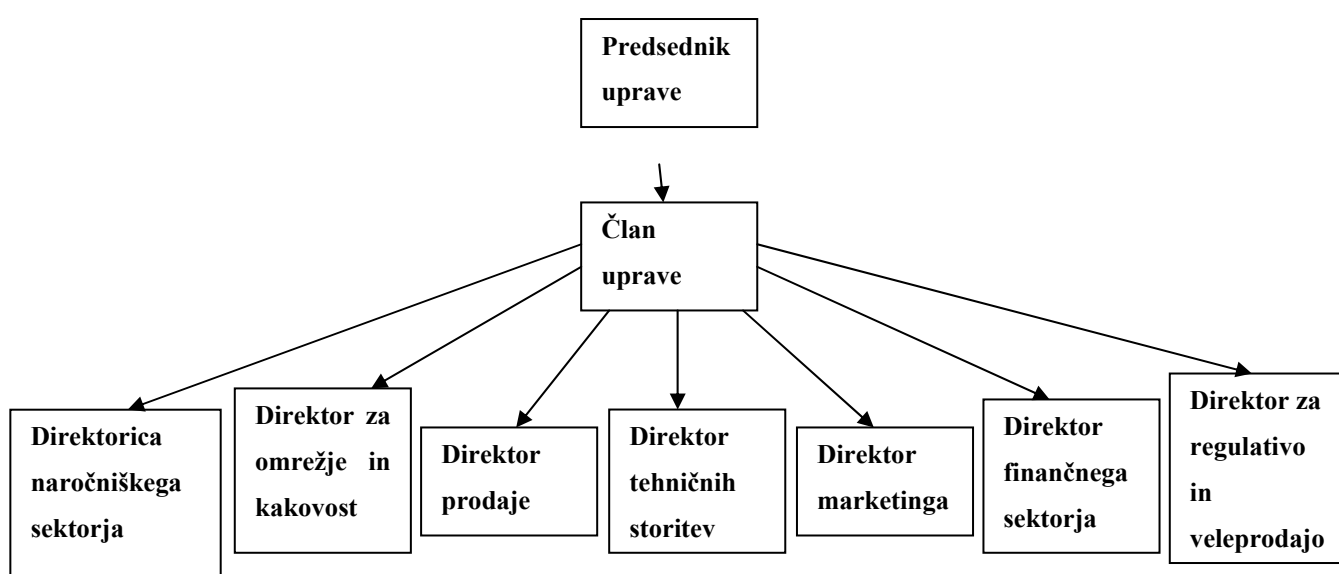 Predsednik
uprave
Član
uprave
Direktorica
naročniškega
sektorja
Direktor za
omrežje in
kakovost
Direktor
prodaje
Direktor
tehničnih
storitev
Direktor
marketinga
Direktor
finančnega
sektorja
Direktor za
regulativo
in
veleprodajo